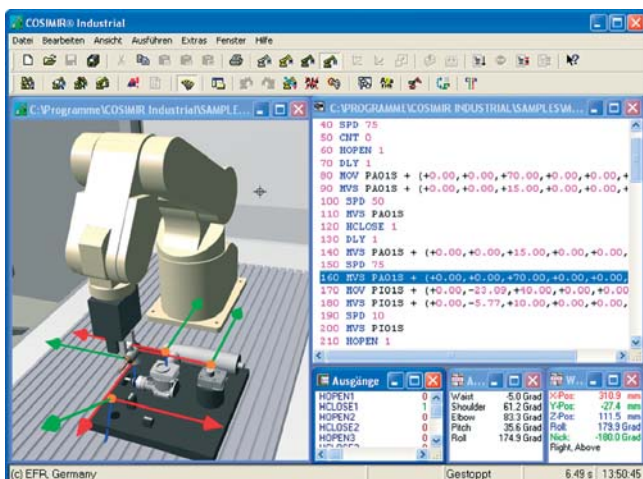 COSIMIR® Industrial
Datei Bearbeiten Ansicht Ausführen Extras Fenster Hilfe
C:\Programme\COSIMIR Industrial\SAMPLE...
C:\PROGRAMME\COSIMIR INDUSTRIAL\SAMPLES\M...
40 SPD 75
50 CNT 0
60 HOPEN 1
70 DLY 1
80 MOV PA01S + (+0.00,+0.00,+70.00,+0.00,+0.00,+
90 MVS PA01S + (+0.00,+0.00,+15.00,+0.00,+0.00,+
100 SPD 50
110 MVS PA01S
120 HCLOSE 1
130 DLY 1
140 MVS PA01S + (+0.00,+0.00,+15.00,+0.00,+0.00,
150 SPD 75
160 MVS PA01S + (+0.00,+0.00,+70.00,+0.00,+0.00,
170 MOV PI01S + (+0.00,-23.09,+40.00,+0.00,+0.00
180 MVS PI01S + (+0.00,-5.77,+10.00,+0.00,+0.00,
190 SPD 10
200 MVS PI01S
210 HOPEN 1
Ausgänge
HOPEN1 0
HCLOSE1 1
HOPEN2 0
HCLOSE2 0
HOPEN3 0
A...
Waist -5.0 Grad
Shoulder 61.2 Grad
Elbow 83.3 Grad
Pitch 35.6 Grad
Roll 174.9 Grad
W...
X-Pos: 310.9 mm
Y-Pos: -27.4 mm
Z-Pos: 111.5 mm
Roll: 179.9 Grad
Nick: -180.0 Grad
Right, Above
(c) EFR, Germany
Gestoppt
6.49 s
13:50:45